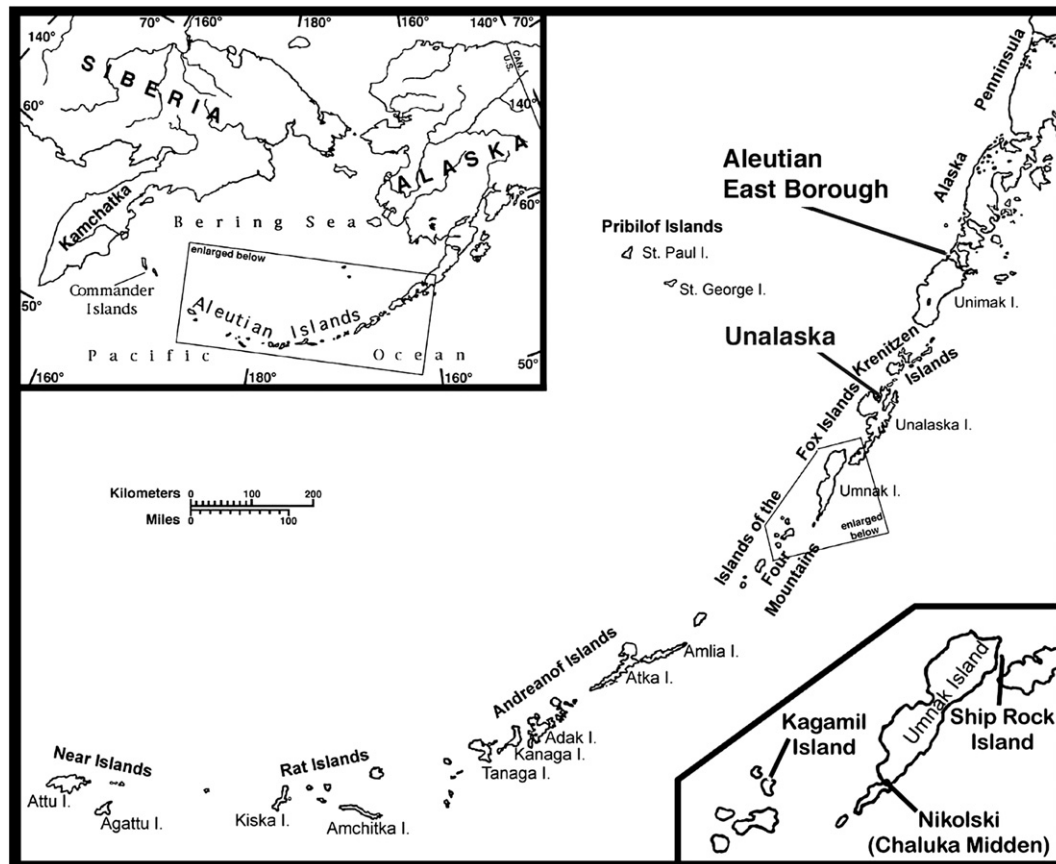 70° 160° 180° 1160° 140° 70°
140°
CAN
U.S.
SIBERIA
60°
140°
ALASKA
60°
Kamchatka
Bering Sea
enlarged below
Commander
Islands
50°
Aleutian Islands
Pacific Ocean
50°
160° 180° 160°
Alaska Penninsula
Aleutian
East Borough
Pribilof Islands
St. Paul I.
St. George I.
Unimak I.
Unalaska
Krenitzen
Islands
Fox Islands
Unalaska I.
Umnak I.
enlarged
below
Kilometers 0 100 200
Miles 0 100
Islands of the
Four
Mountains
Amlia I.
Andreanof Islands
Atka I.
Adak I.
Kanaga I.
Tanaga I.
Near Islands
Attu I.
Agattu I.
Rat Islands
Kiska I.
Amchitka I.
Umnak Island
Kagamil
Island
Ship Rock
Island
Nikolski
(Chaluka Midden)